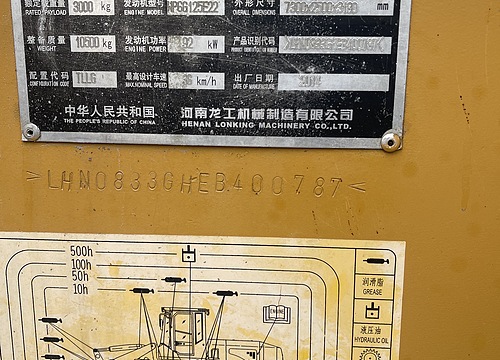 额定载重量 3000 kg 发动机型号 外形尺寸 mm
RATED PAYLOAD ENGINE MODEL OVERALL DIMENSIONS
整备质量 10500 kg 发动机功率 92 kW 产品识别代码
WEIGHT ENGINE POWER
配置代码 TLLG 最高设计车速 36 km/h 出厂日期
CONFIGURATION CODE MAX.NOMINAL SPEED DATE OF MANUFACTURE
中华人民共和国 河南龙工机械制造有限公司
THE PEOPLE'S REPUBLIC OF CHINA HENAN LONKING MACHINERY CO.,LTD.
>LHN0833GHEB400787<
500h
100h
50h
10h
润滑脂
GREASE
液压油
HYDRAULIC OIL